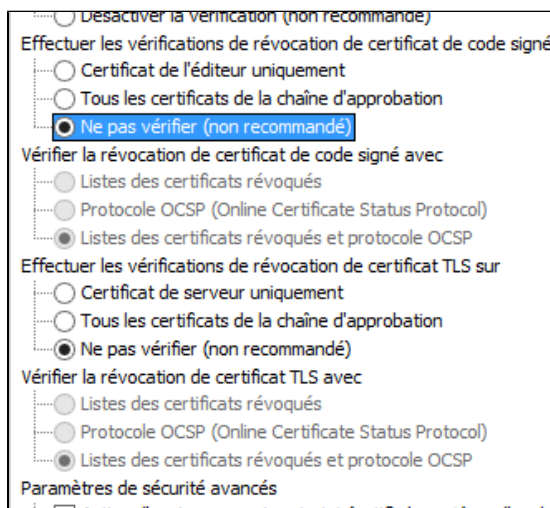 Désactiver la vérification (non recommandé)
Effectuer les vérifications de révocation de certificat de code signé
Certificat de l'éditeur uniquement
Tous les certificats de la chaîne d'approbation
Ne pas vérifier (non recommandé)
Vérifier la révocation de certificat de code signé avec
Listes des certificats révoqués
Protocole OCSP (Online Certificate Status Protocol)
Listes des certificats révoqués et protocole OCSP
Effectuer les vérifications de révocation de certificat TLS sur
Certificat de serveur uniquement
Tous les certificats de la chaîne d'approbation
Ne pas vérifier (non recommandé)
Vérifier la révocation de certificat TLS avec
Listes des certificats révoqués
Protocole OCSP (Online Certificate Status Protocol)
Listes des certificats révoqués et protocole OCSP
Paramètres de sécurité avancés